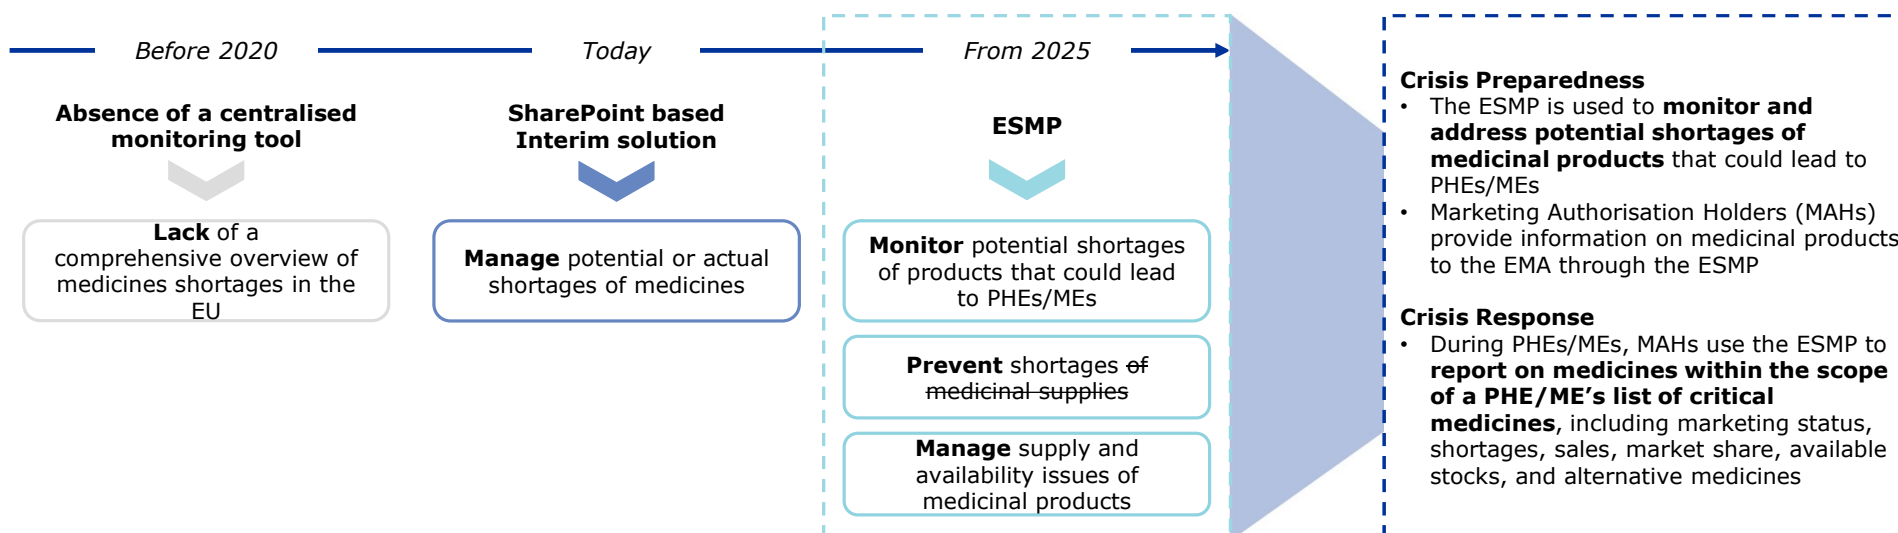 Before 2020
Today
From 2025
Absence of a centralised
monitoring tool
SharePoint based
Interim solution
ESMP
Lack of a
comprehensive overview of
medicines shortages in the
EU
Manage potential or actual
shortages of medicines
Monitor potential shortages
of products that could lead
to PHEs/MEs
Prevent shortages of
medicinal supplies
Manage supply and
availability issues of
medicinal products
Crisis Preparedness
• The ESMP is used to monitor and
address potential shortages of
medicinal products that could lead to
PHEs/MEs
• Marketing Authorisation Holders (MAHs)
provide information on medicinal products
to the EMA through the ESMP
Crisis Response
• During PHEs/MEs, MAHs use the ESMP to
report on medicines within the scope
of a PHE/ME’s list of critical
medicines, including marketing status,
shortages, sales, market share, available
stocks, and alternative medicines